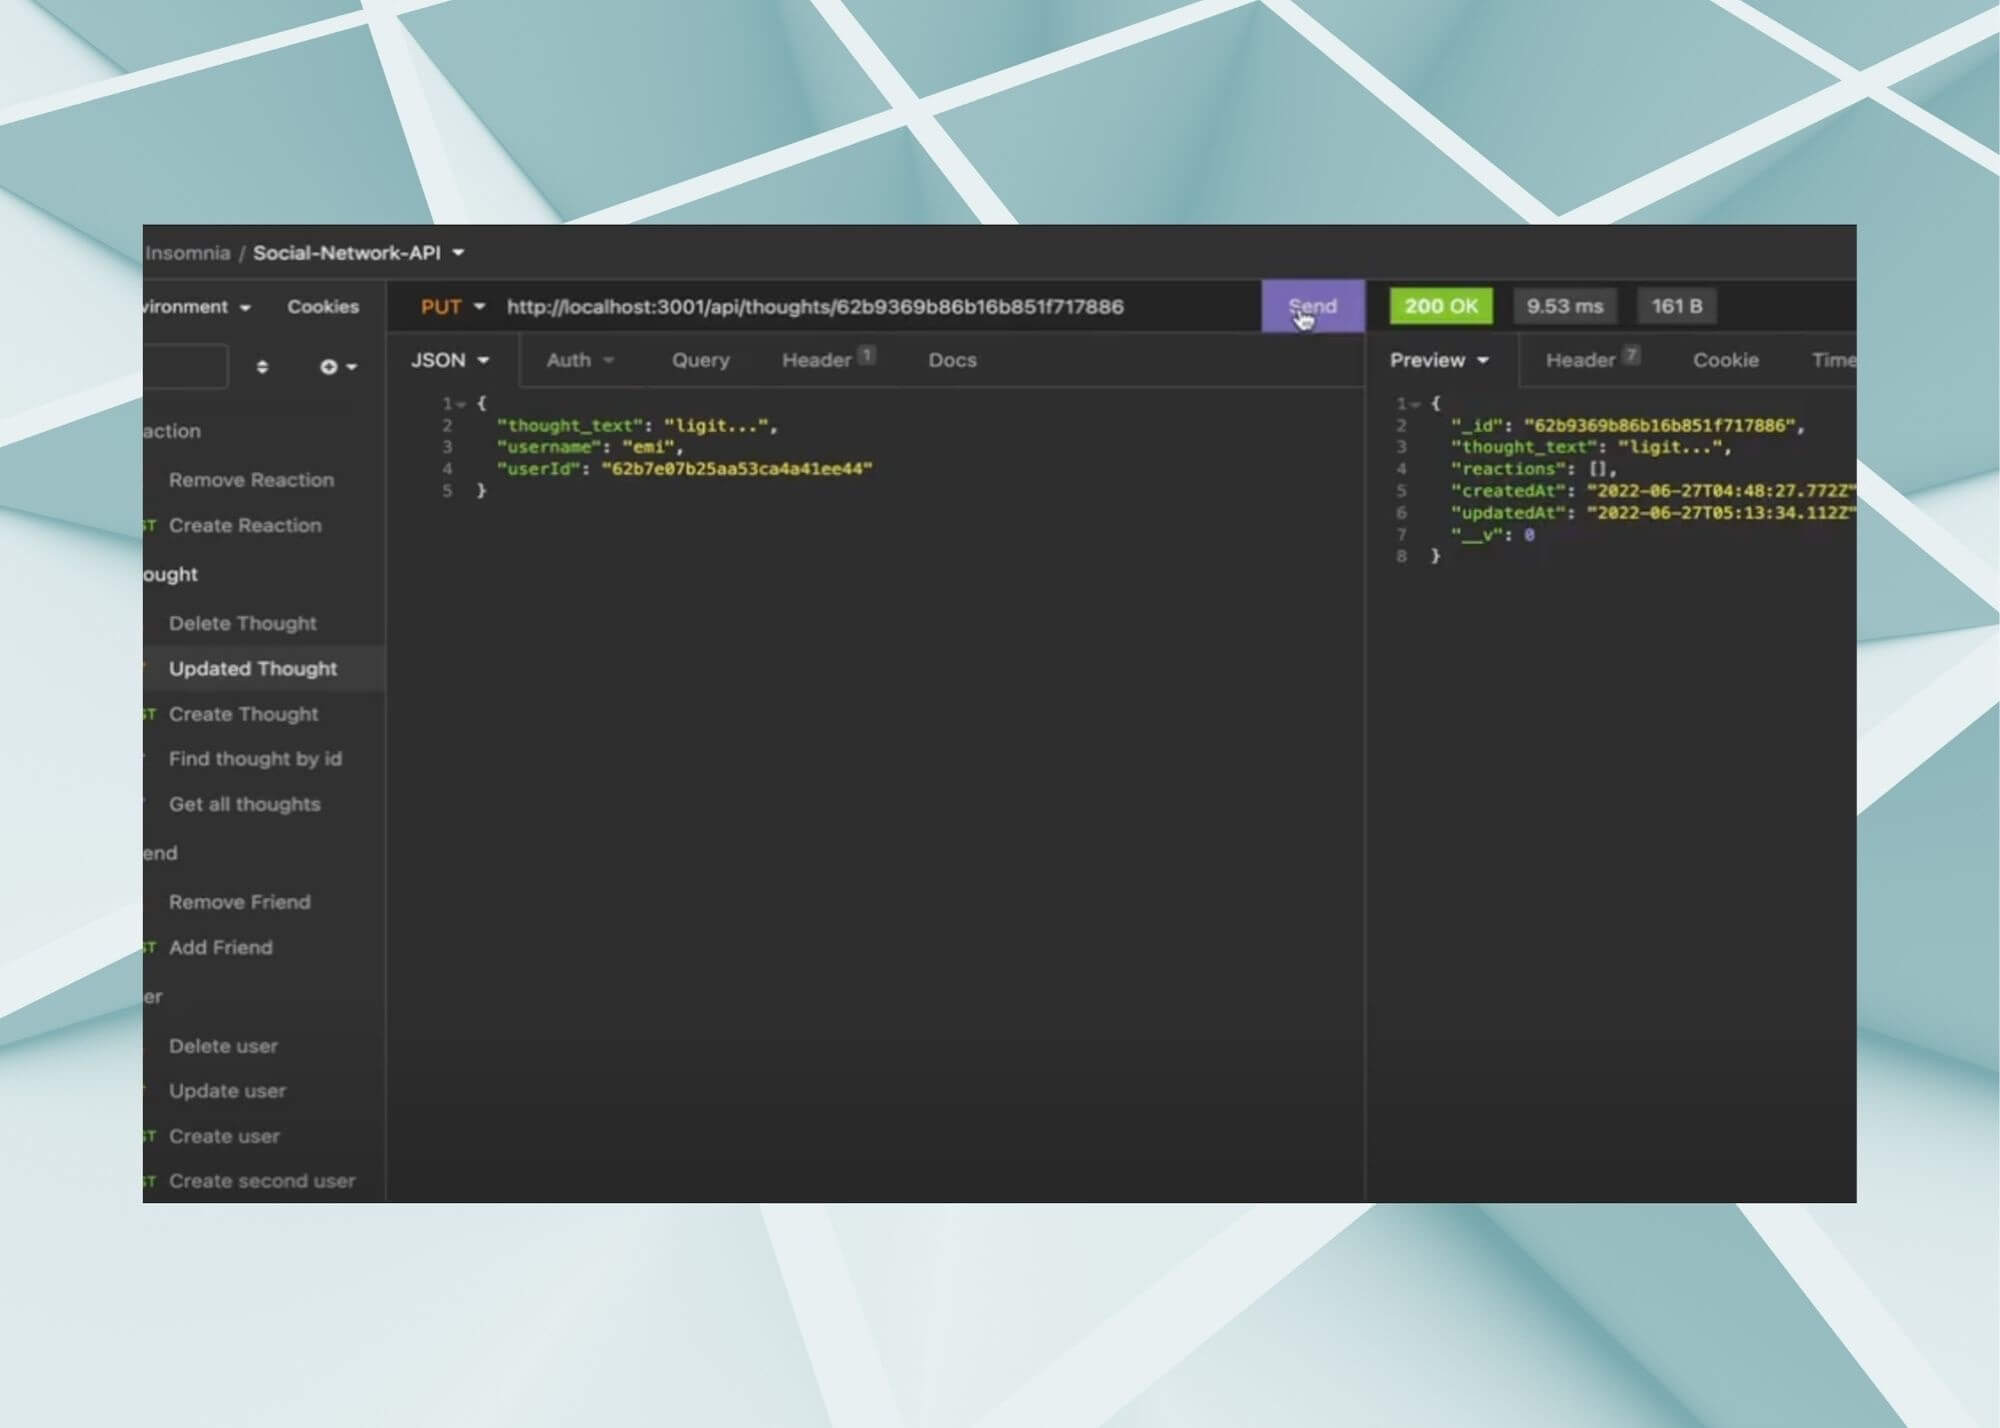 Insomnia / Social-Network-API
vironment Cookies
PUT http://localhost:3001/api/thoughts/62b9369b86b16b851f717886 Send 200 OK 9.53 ms 161 B
JSON Auth Query Header 1 Docs Preview Header 7 Cookie Time
action
Remove Reaction
ST Create Reaction
ought
Delete Thought
Updated Thought
ST Create Thought
Find thought by id
Get all thoughts
end
Remove Friend
ST Add Friend
er
Delete user
Update user
ST Create user
ST Create second user
1 {
2 "thought_text": "ligit...",
3 "username": "emi",
4 "userId": "62b7e07b25aa53ca4a41ee44"
5 }
1 {
2 "_id": "62b9369b86b16b851f717886",
3 "thought_text": "ligit...",
4 "reactions": [],
5 "createdAt": "2022-06-27T04:48:27.772Z"
6 "updatedAt": "2022-06-27T05:13:34.112Z"
7 "__v": 0
8 }